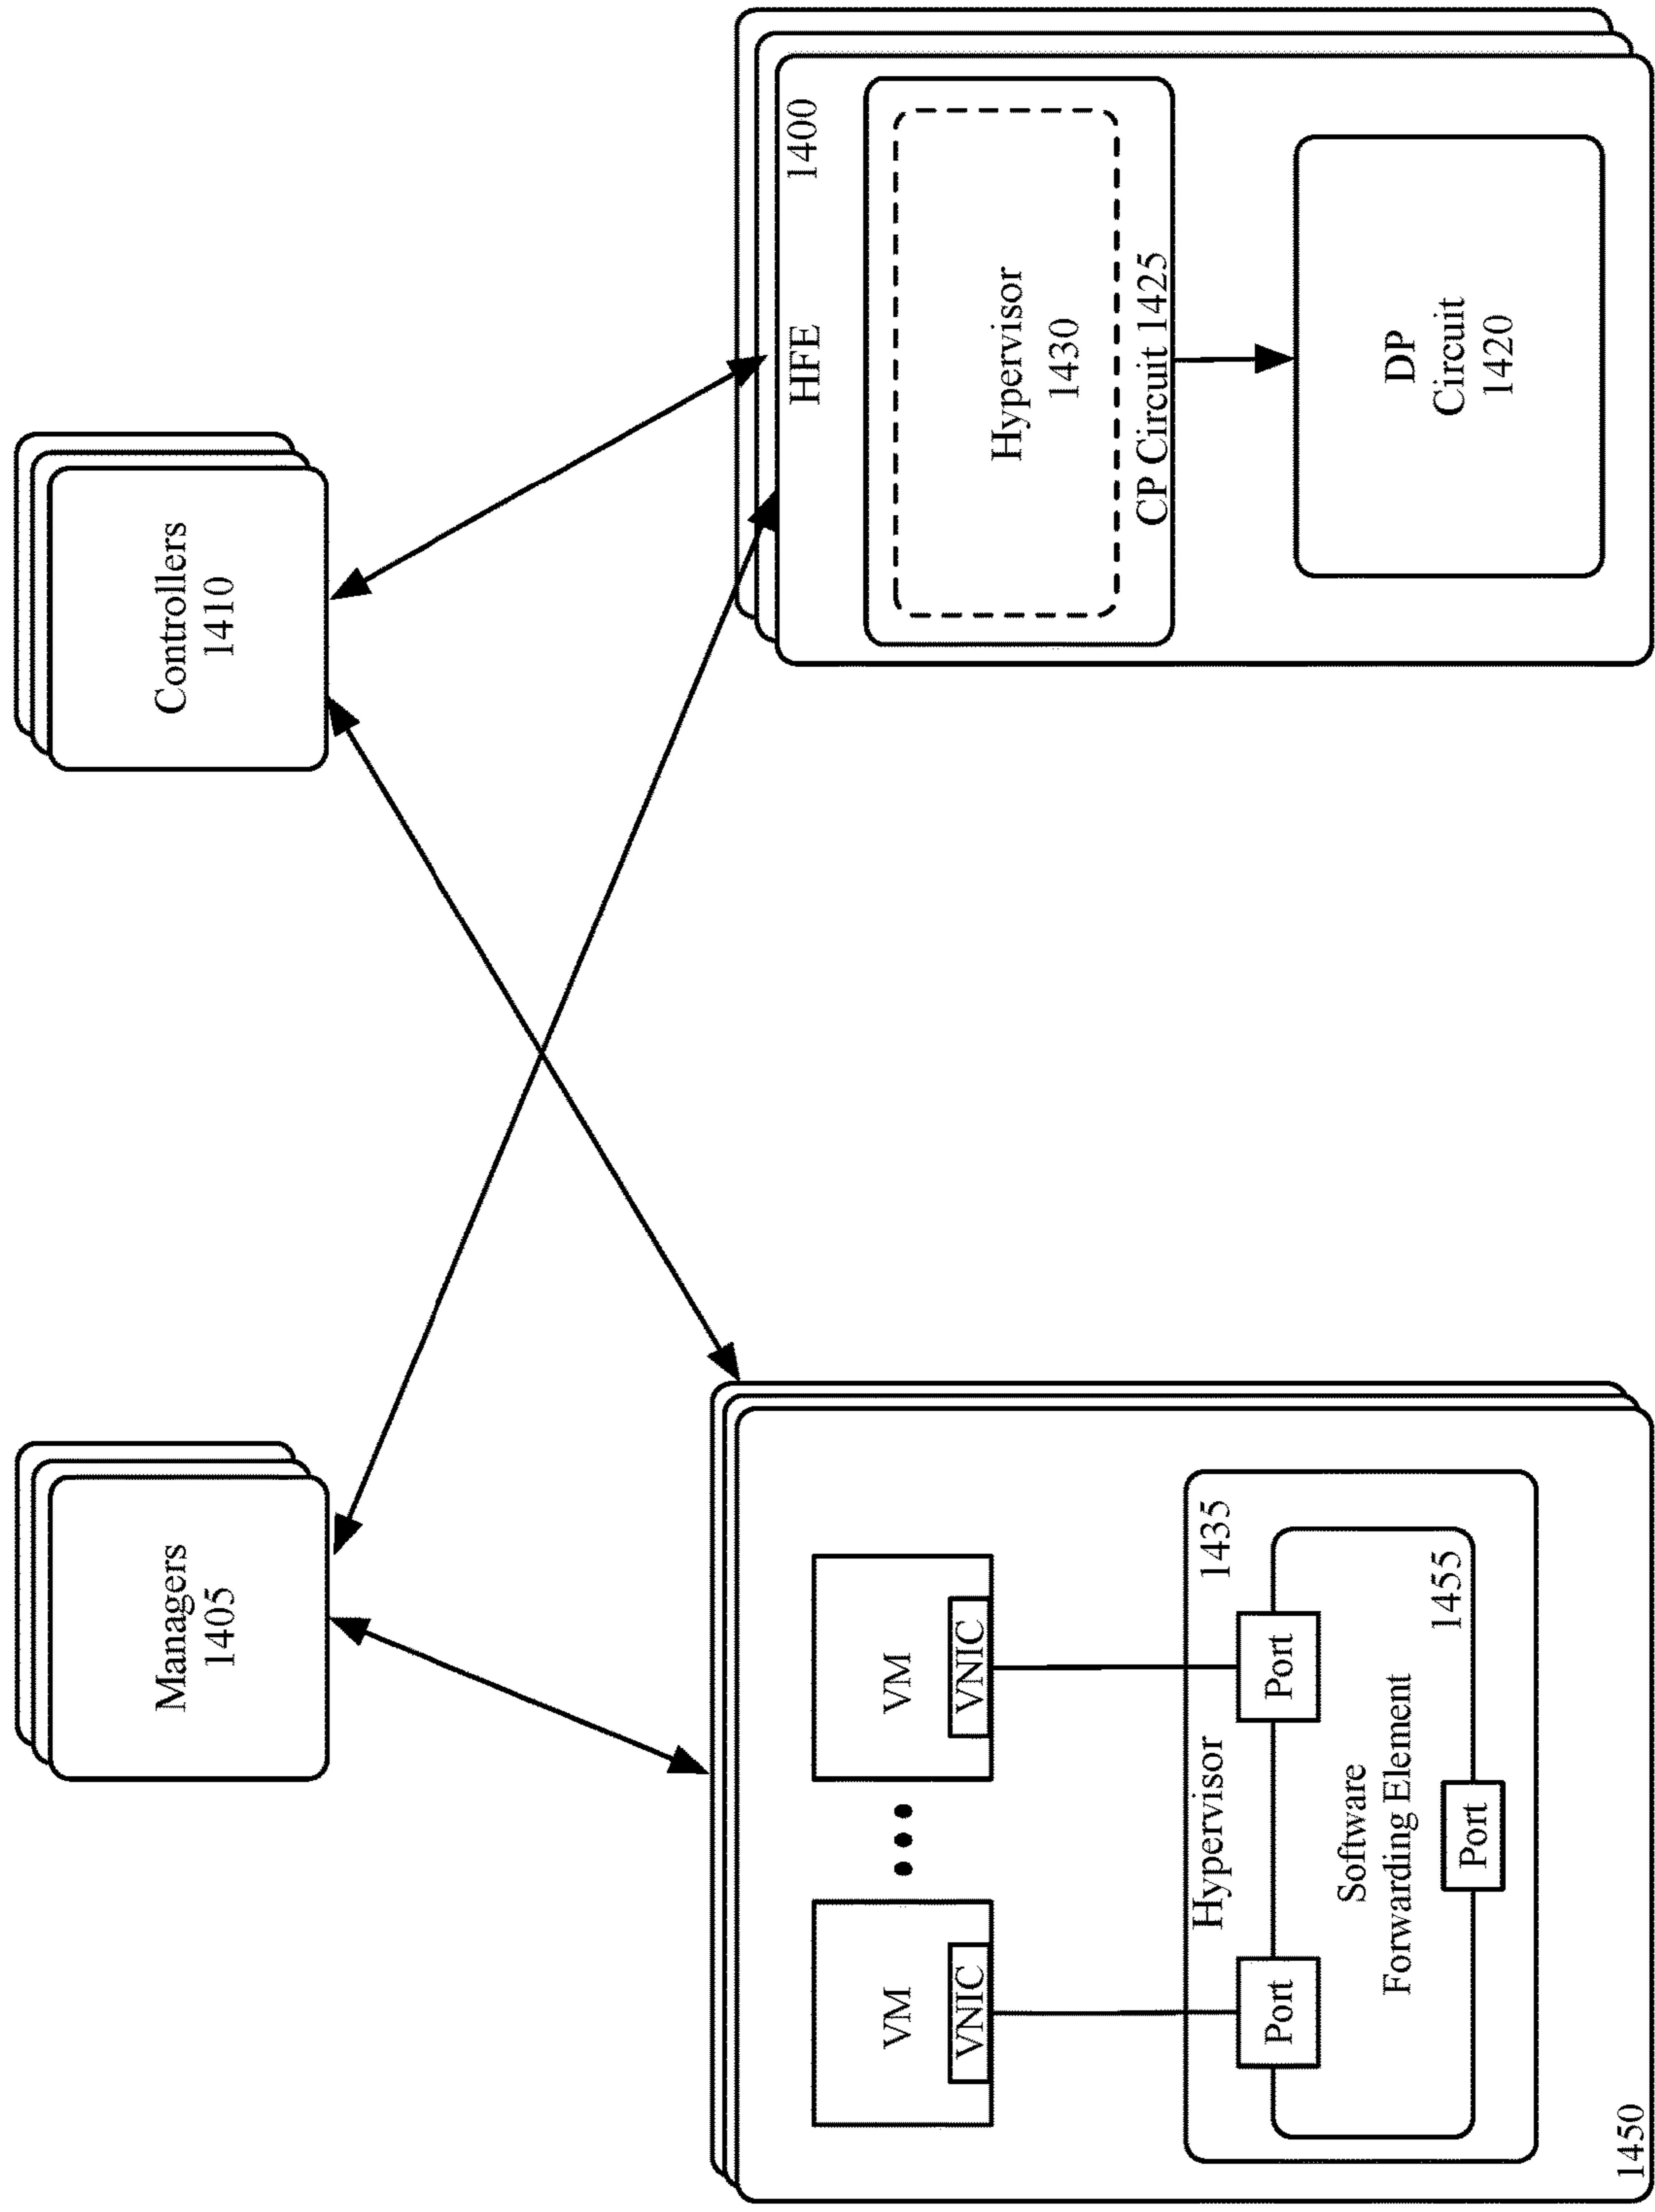 Managers
1405
Controllers
1410
VM
VNIC
VM
VNIC
Hypervisor
1435
Port
Port
Software
Forwarding Element
1455
Port
1450
HFE
1400
Hypervisor
1430
CP Circuit 1425
DP
Circuit
1420